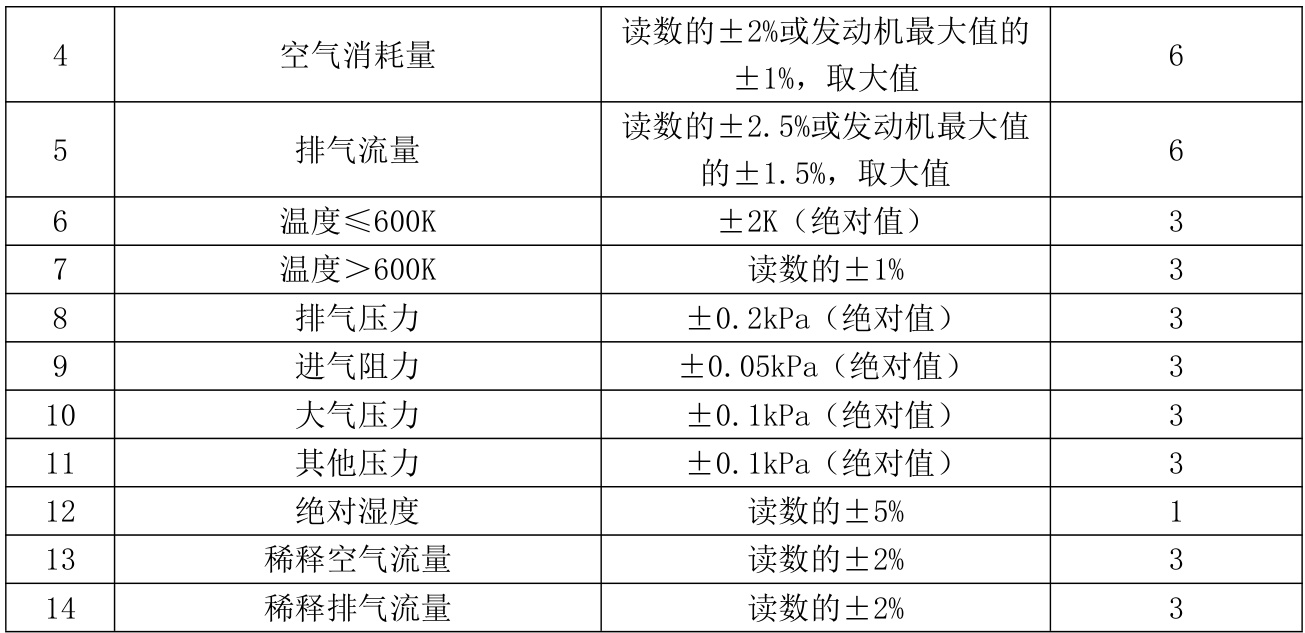 4 空气消耗量 读数的±2%或发动机最大值的
±1%，取大值 6
5 排气流量 读数的±2.5%或发动机最大值
的±1.5%，取大值 6
6 温度≤600K ±2K（绝对值） 3
7 温度＞600K 读数的±1% 3
8 排气压力 ±0.2kPa（绝对值） 3
9 进气阻力 ±0.05kPa（绝对值） 3
10 大气压力 ±0.1kPa（绝对值） 3
11 其他压力 ±0.1kPa（绝对值） 3
12 绝对湿度 读数的±5% 1
13 稀释空气流量 读数的±2% 3
14 稀释排气流量 读数的±2% 3